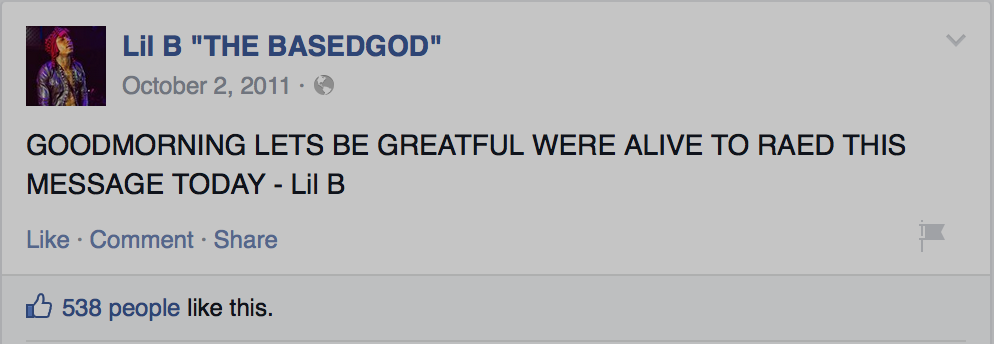 Lil B "THE BASEDGOD"
October 2, 2011 ·
GOODMORNING LETS BE GREATFUL WERE ALIVE TO RAED THIS
MESSAGE TODAY - Lil B
Like · Comment · Share
538 people like this.